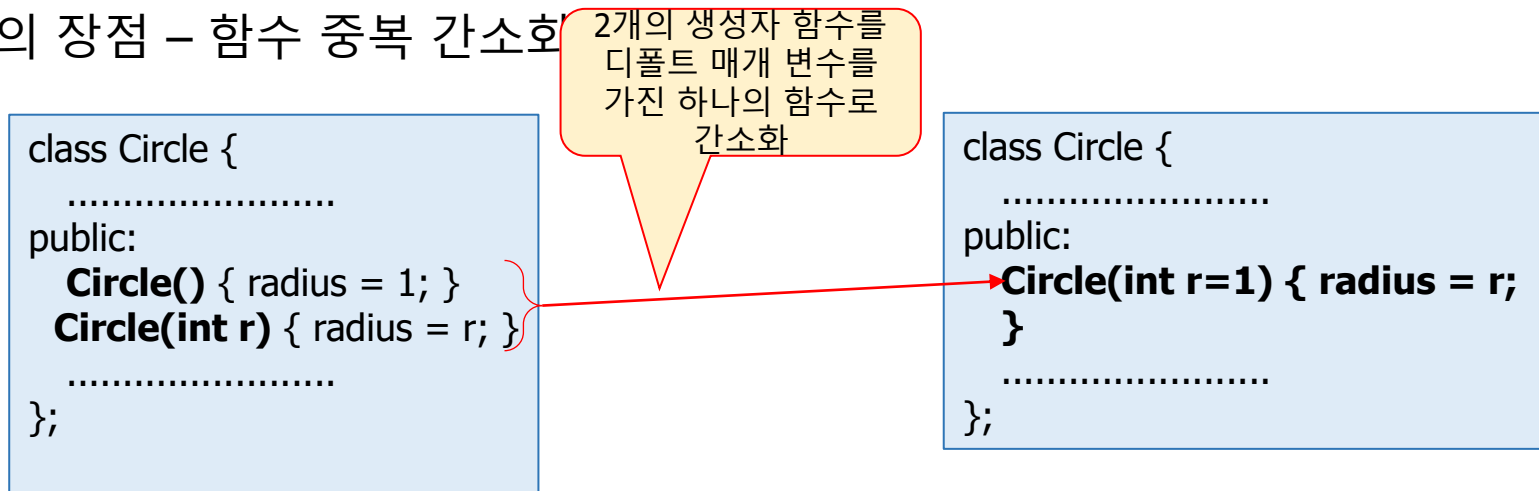 의 장점 – 함수 중복 간소화
2개의 생성자 함수를
디폴트 매개 변수를
가진 하나의 함수로
간소화
class Circle {
........................
public:
Circle() { radius = 1; }
Circle(int r) { radius = r; }
........................
};
class Circle {
........................
public:
Circle(int r=1) { radius = r;
}
........................
};